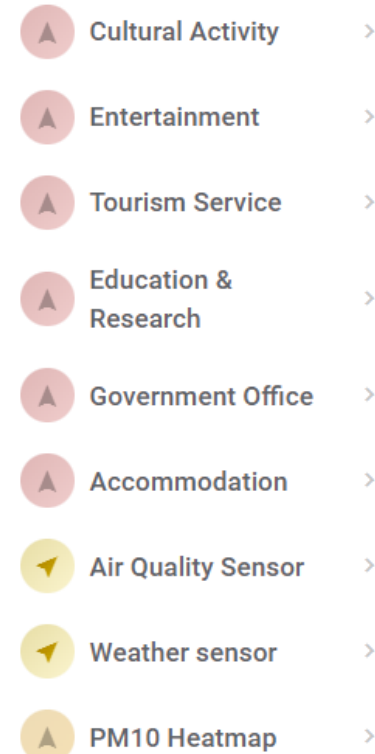 Cultural Activity
Entertainment
Tourism Service
Education &
Research
Government Office
Accommodation
Air Quality Sensor
Weather sensor
PM10 Heatmap